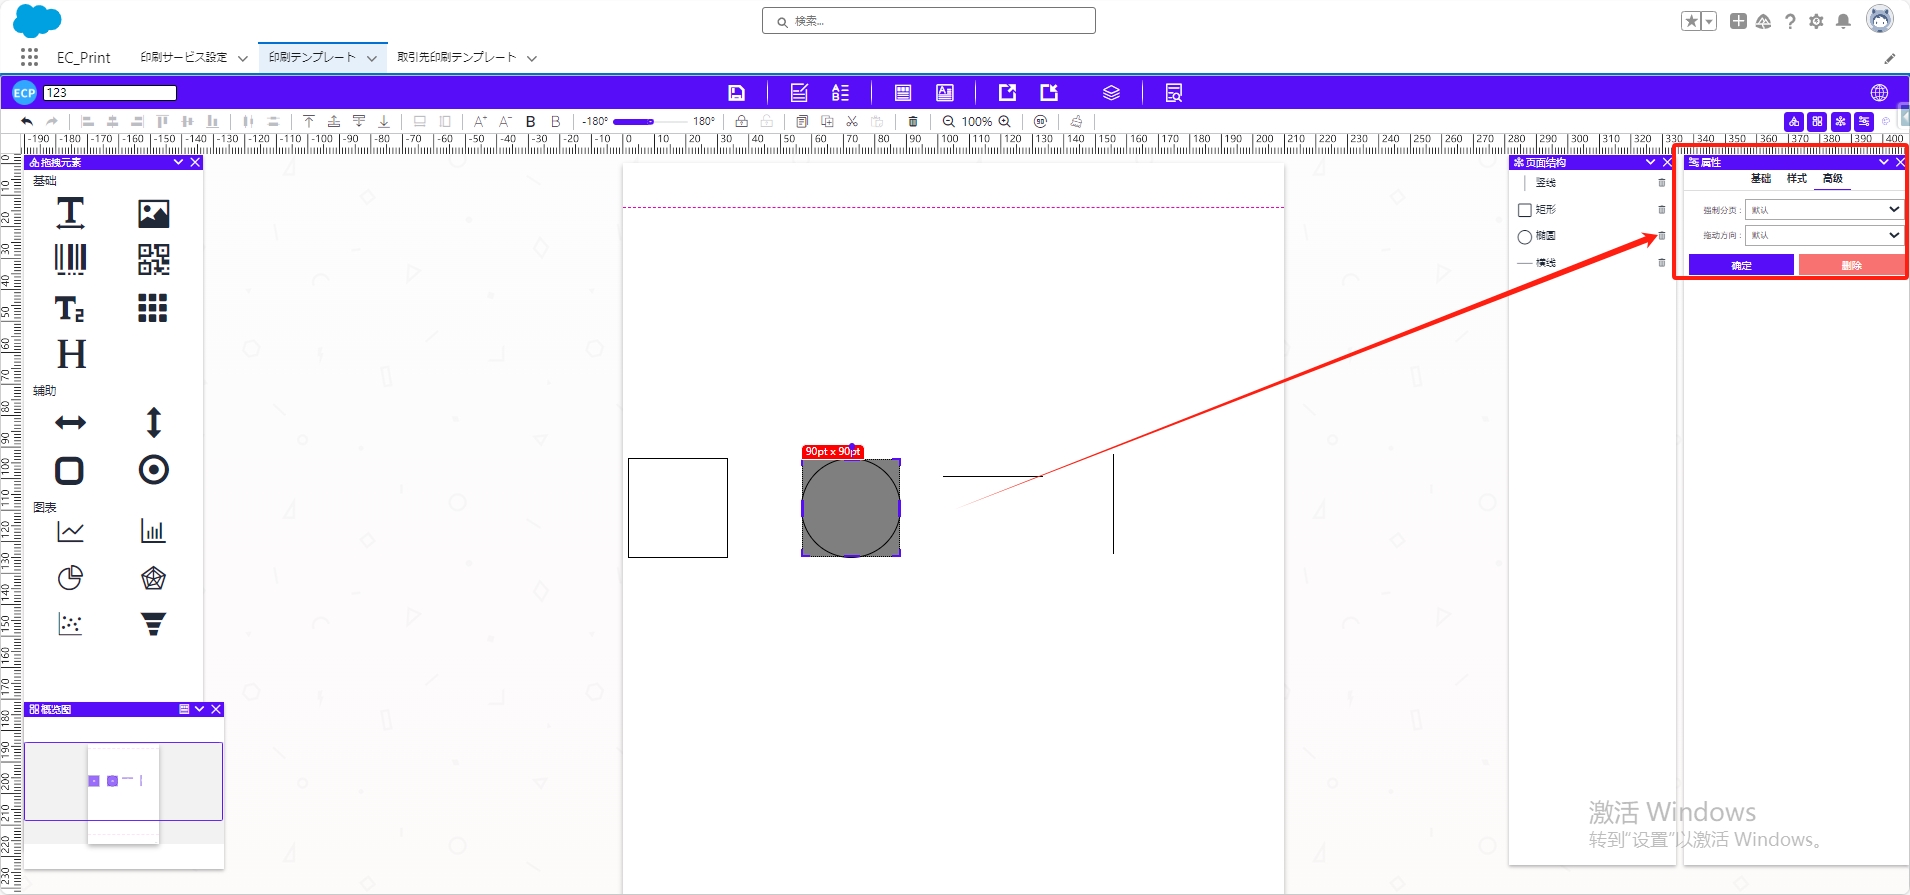 検索...
EC_Print
印刷サービス設定
印刷テンプレート
取引先印刷テンプレート
ECP
123
A+
A-
B
B
-180°
180°
100%
-190 -180 -170 -160 -150 -140 -130 -120 -110 -100 -90 -80 -70 -60 -50 -40 -30 -20 -10 0 10 20 30 40 50 60 70 80 90 100 110 120 130 140 150 160 170 180 190 200 210 220 230 240 250 260 270 280 290 300 310 320 330 340 350 360 370 380 390 400
0
10
20
30
40
50
60
70
80
90
100
110
120
130
140
150
160
170
180
190
200
210
220
230
拖拽元素
基础
T
T2
H
辅助
图表
概览图
90pt x 90pt
页面结构
竖线
矩形
椭圆
横线
属性
基础
样式
高级
强制分页：
默认
拖动方向：
默认
确定
删除
激活 Windows
转到"设置"以激活 Windows。